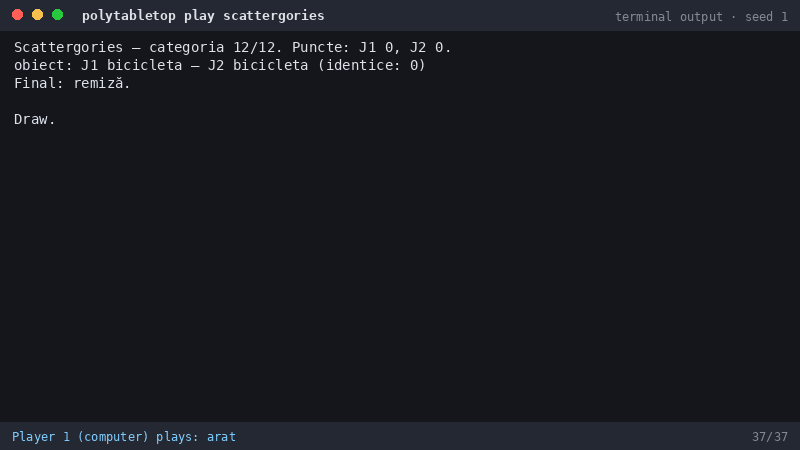 polytabletop play scattergories
terminal output · seed 1
Scattergories — categoria 12/12. Puncte: J1 0, J2 0.
obiect: J1 bicicleta — J2 bicicleta (identice: 0)
Final: remiză.
Draw.
Player 1 (computer) plays: arat
37/37